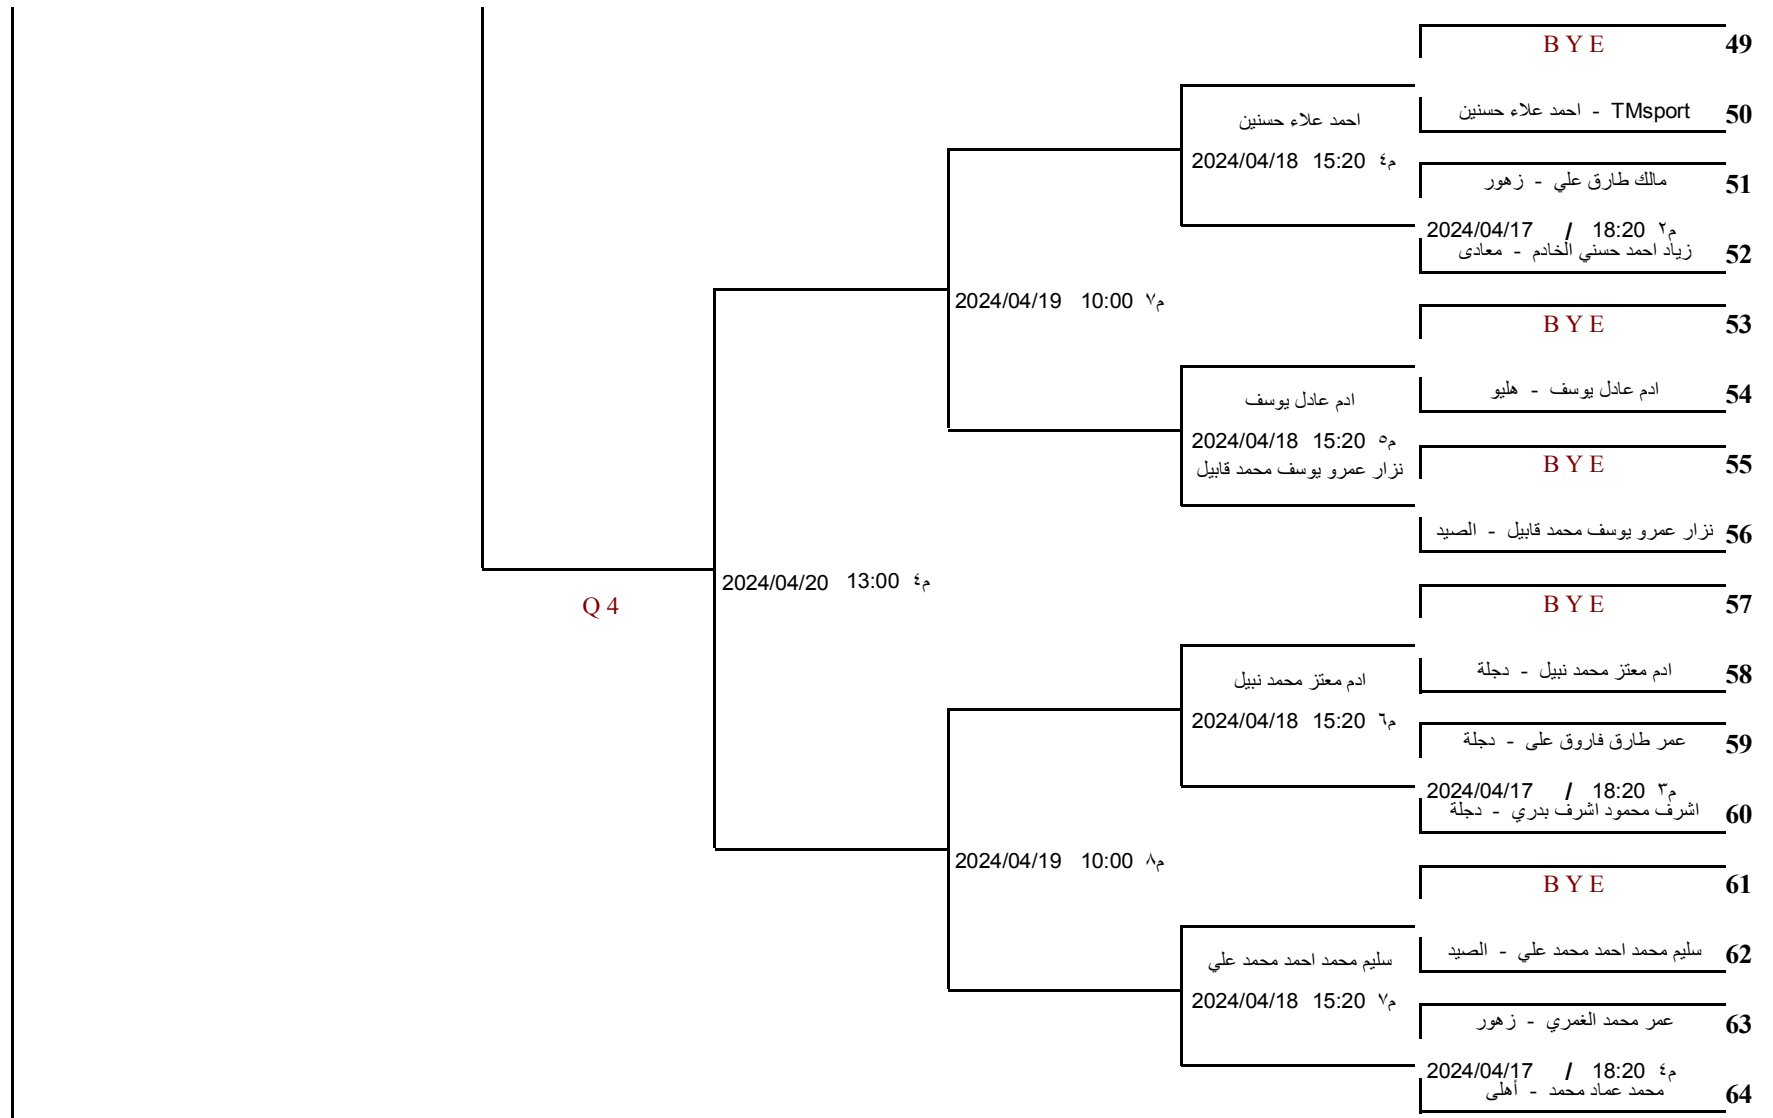 B Y E 49
احمد علاء حسنين - TMsport 50
احمد علاء حسنين
2024/04/18 15:20 م٤
مالك طارق علي - زهور 51
2024/04/17 / 18:20 م٢
زياد احمد حسني الخادم - معادى 52
2024/04/19 10:00 م٧
B Y E 53
ادم عادل يوسف - هليو 54
ادم عادل يوسف
2024/04/18 15:20 م٥
نزار عمرو يوسف محمد قابيل
B Y E 55
نزار عمرو يوسف محمد قابيل - الصيد 56
2024/04/20 13:00 م٤
Q 4
B Y E 57
ادم معتز محمد نبيل - دجلة 58
ادم معتز محمد نبيل
2024/04/18 15:20 م٦
عمر طارق فاروق على - دجلة 59
2024/04/17 / 18:20 م٣
اشرف محمود اشرف بدري - دجلة 60
2024/04/19 10:00 م٨
B Y E 61
سليم محمد احمد محمد علي - الصيد 62
سليم محمد احمد محمد علي
2024/04/18 15:20 م٧
عمر محمد الغمري - زهور 63
2024/04/17 / 18:20 م٤
محمد عماد محمد - أهلى 64